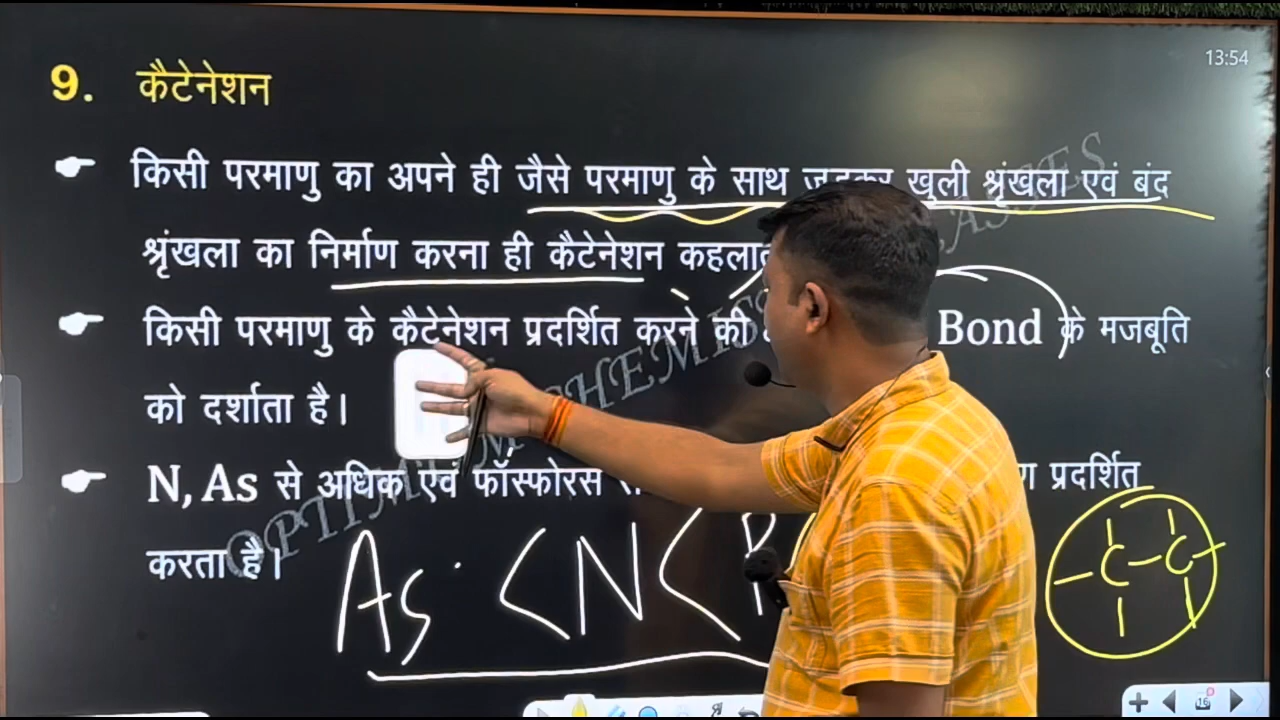 13:54
9. कैटेनेशन
किसी परमाणु का अपने ही जैसे परमाणु के साथ जुड़कर खुली श्रृंखला एवं बंद
श्रृंखला का निर्माण करना ही कैटेनेशन
किसी परमाणु के कैटेनेशन प्रदर्शित करने की Bond के मजबूति
को दर्शाता है।
N, As से अधिक एवं फॉस्फोरस प्रदर्शित
करता है।
As < N <
C - C